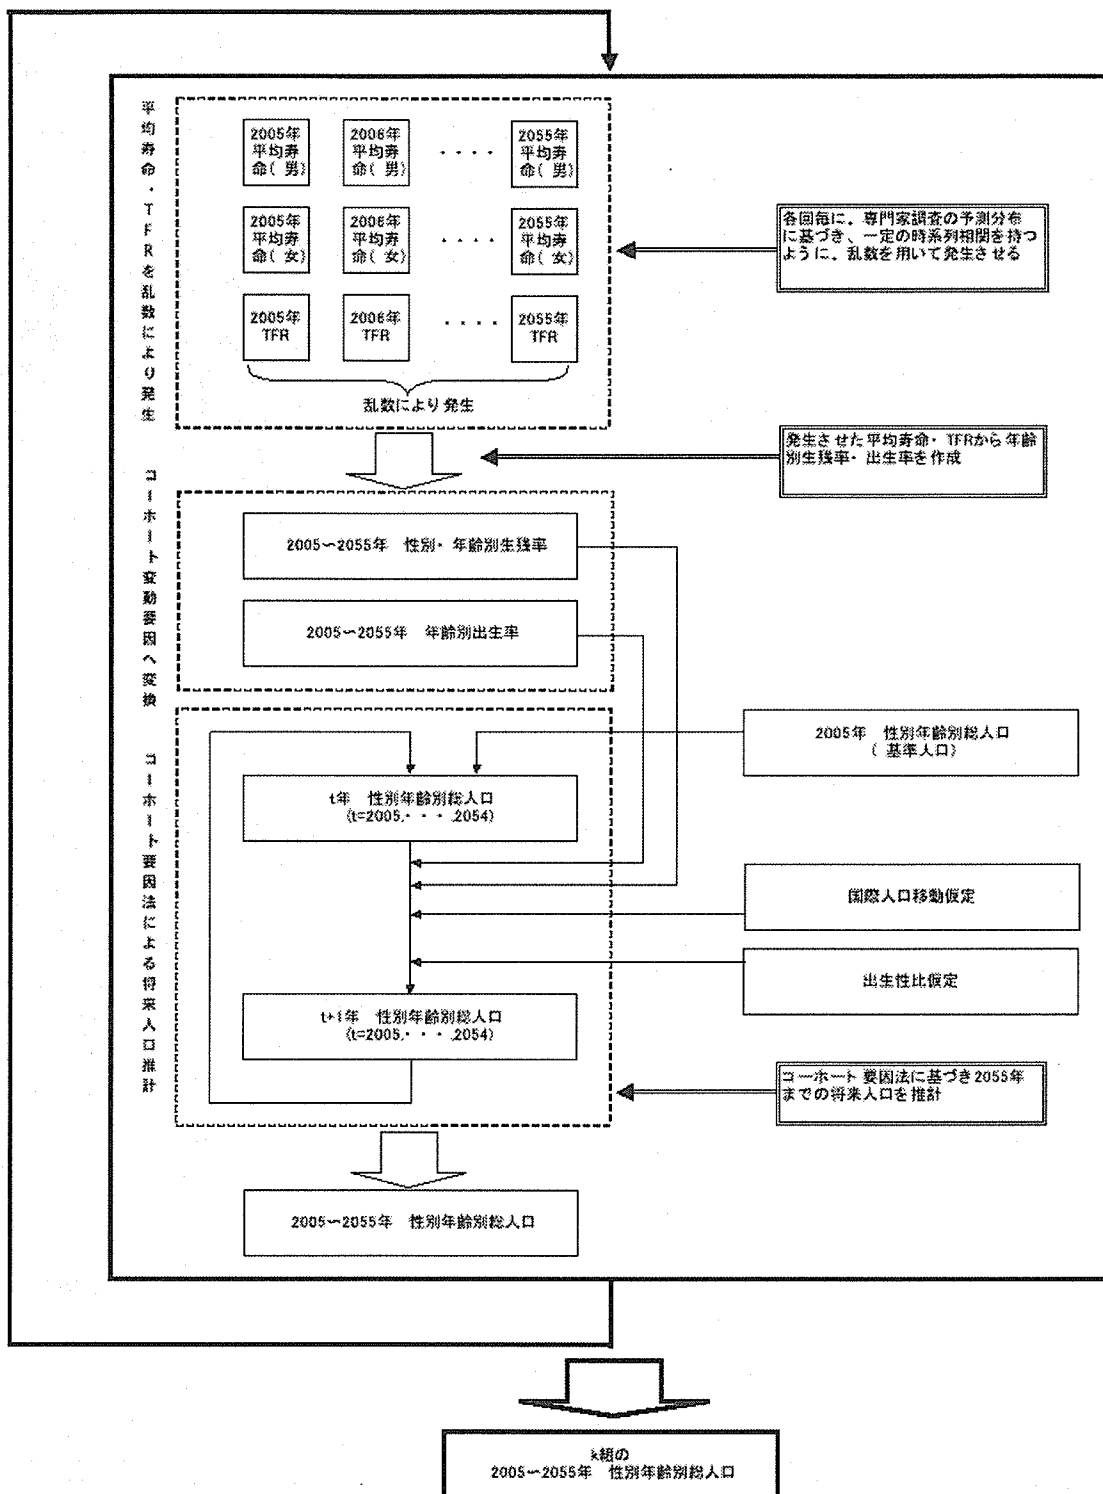 平均寿命・TFRを乱数により発生
2005年
平均寿
命(男)
2006年
平均寿
命(男)
・・・・
2055年
平均寿
命(男)
2005年
平均寿
命(女)
2006年
平均寿
命(女)
・・・・
2055年
平均寿
命(女)
2005年
TFR
2006年
TFR
・・・・
2055年
TFR
乱数により発生
各回毎に、専門家調査の予測分布
に基づき、一定の時系列相関を持つ
ように、乱数を用いて発生させる
発生させた平均寿命・TFRから年齢
別生残率・出生率を作成
コーホート変動要因へ変換
2005〜2055年 性別・年齢別生残率
2005〜2055年 年齢別出生率
コーホート要因法による将来人口推計
2005年 性別年齢別総人口
(基準人口)
t年 性別年齢別総人口
(t=2005,・・・,2054)
国際人口移動仮定
出生性比仮定
t+1年 性別年齢別総人口
(t=2005,・・・,2054)
コーホート要因法に基づき2055年
までの将来人口を推計
2005〜2055年 性別年齢別総人口
k組の
2005〜2055年 性別年齢別総人口